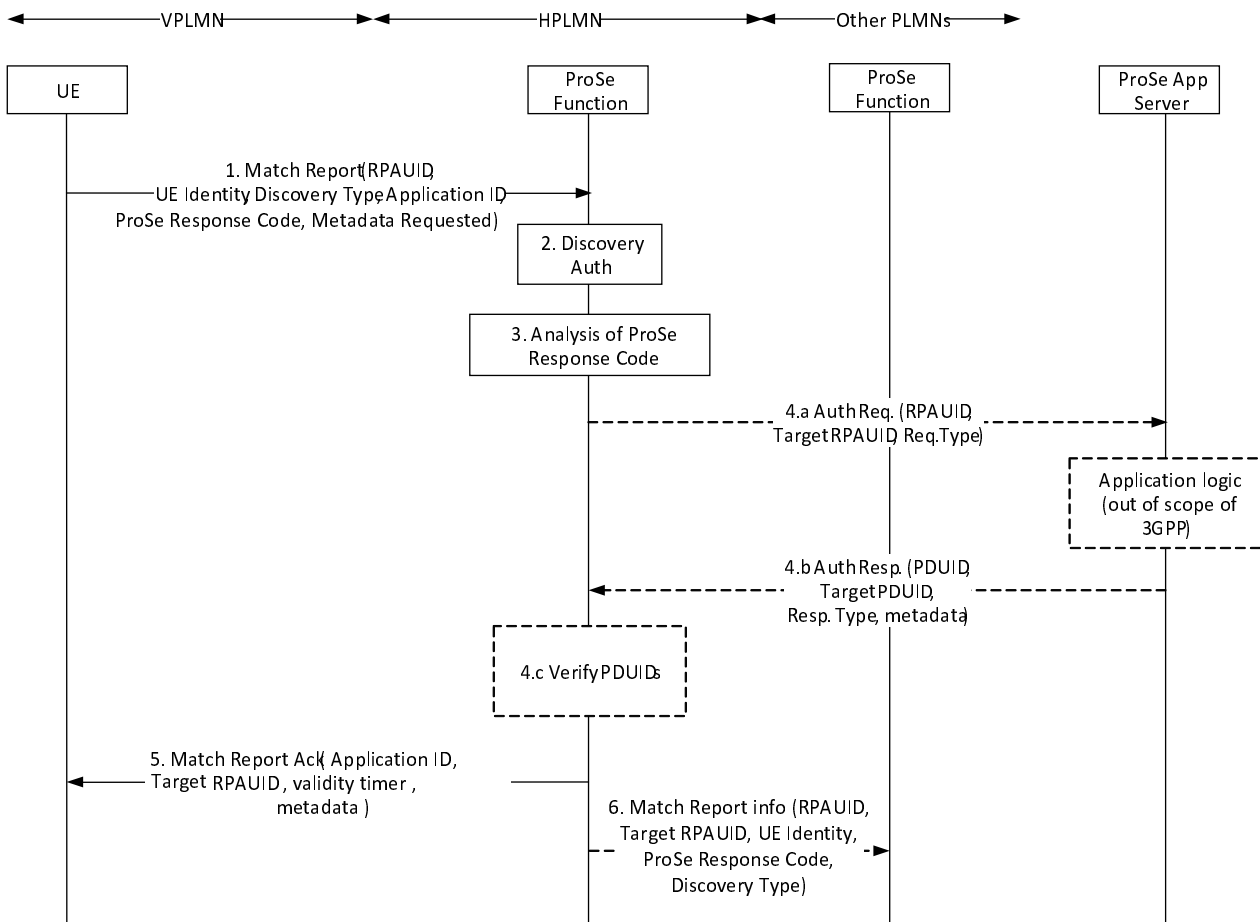 VPLMN
HPLMN
Other PLMNs
UE
ProSe
Function
ProSe
Function
ProSe App
Server
1. Match Report(RPAUID,
UE Identity, Discovery Type, Application ID,
ProSe Response Code, Metadata Requested)
2. Discovery
Auth
3. Analysis of ProSe
Response Code
4.a Auth Req. (RPAUID,
Target RPAUID, Req.Type)
Application logic
(out of scope of
3GPP)
4.b Auth Resp. (PDUID,
Target PDUID,
Resp. Type, metadata)
4.c Verify PDUIDs
5. Match Report Ack( Application ID,
Target RPAUID , validity timer ,
metadata )
6. Match Report info (RPAUID,
Target RPAUID, UE Identity,
ProSe Response Code,
Discovery Type)